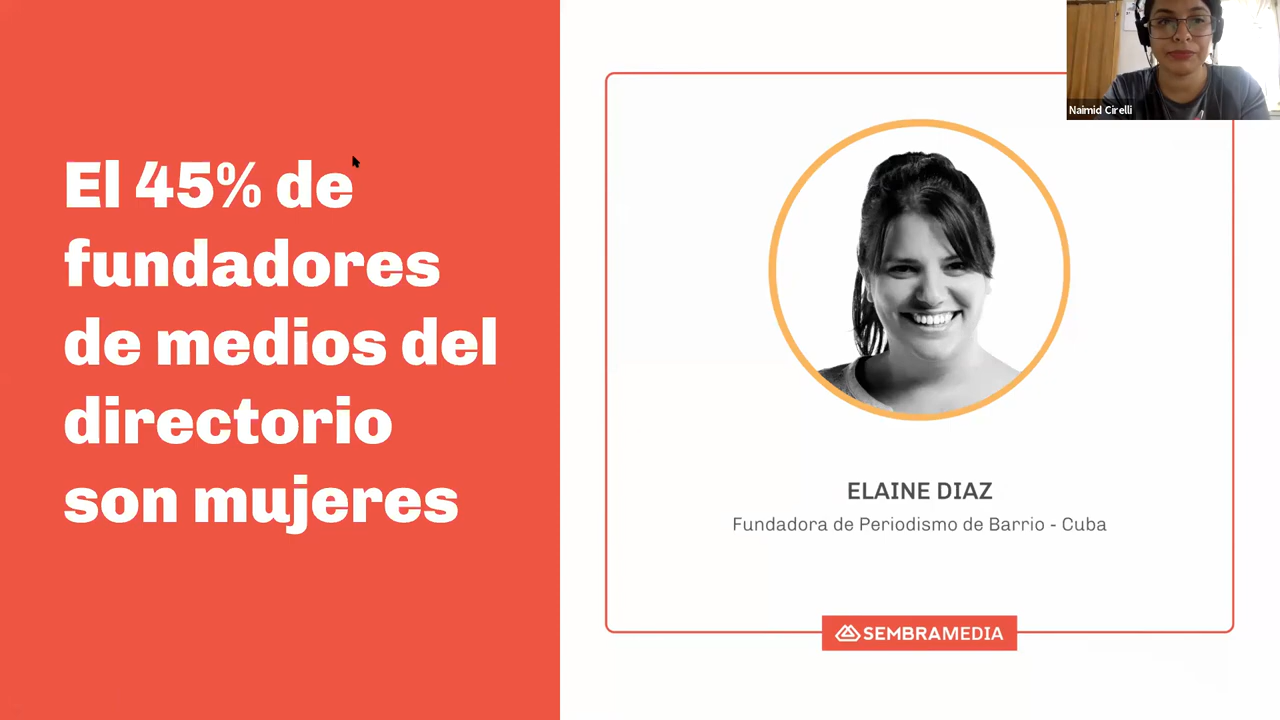 El 45% de
fundadores
de medios del
directorio
son mujeres
Naimid Cirelli
ELAINE DIAZ
Fundadora de Periodismo de Barrio - Cuba
SEMBRAMEDIA